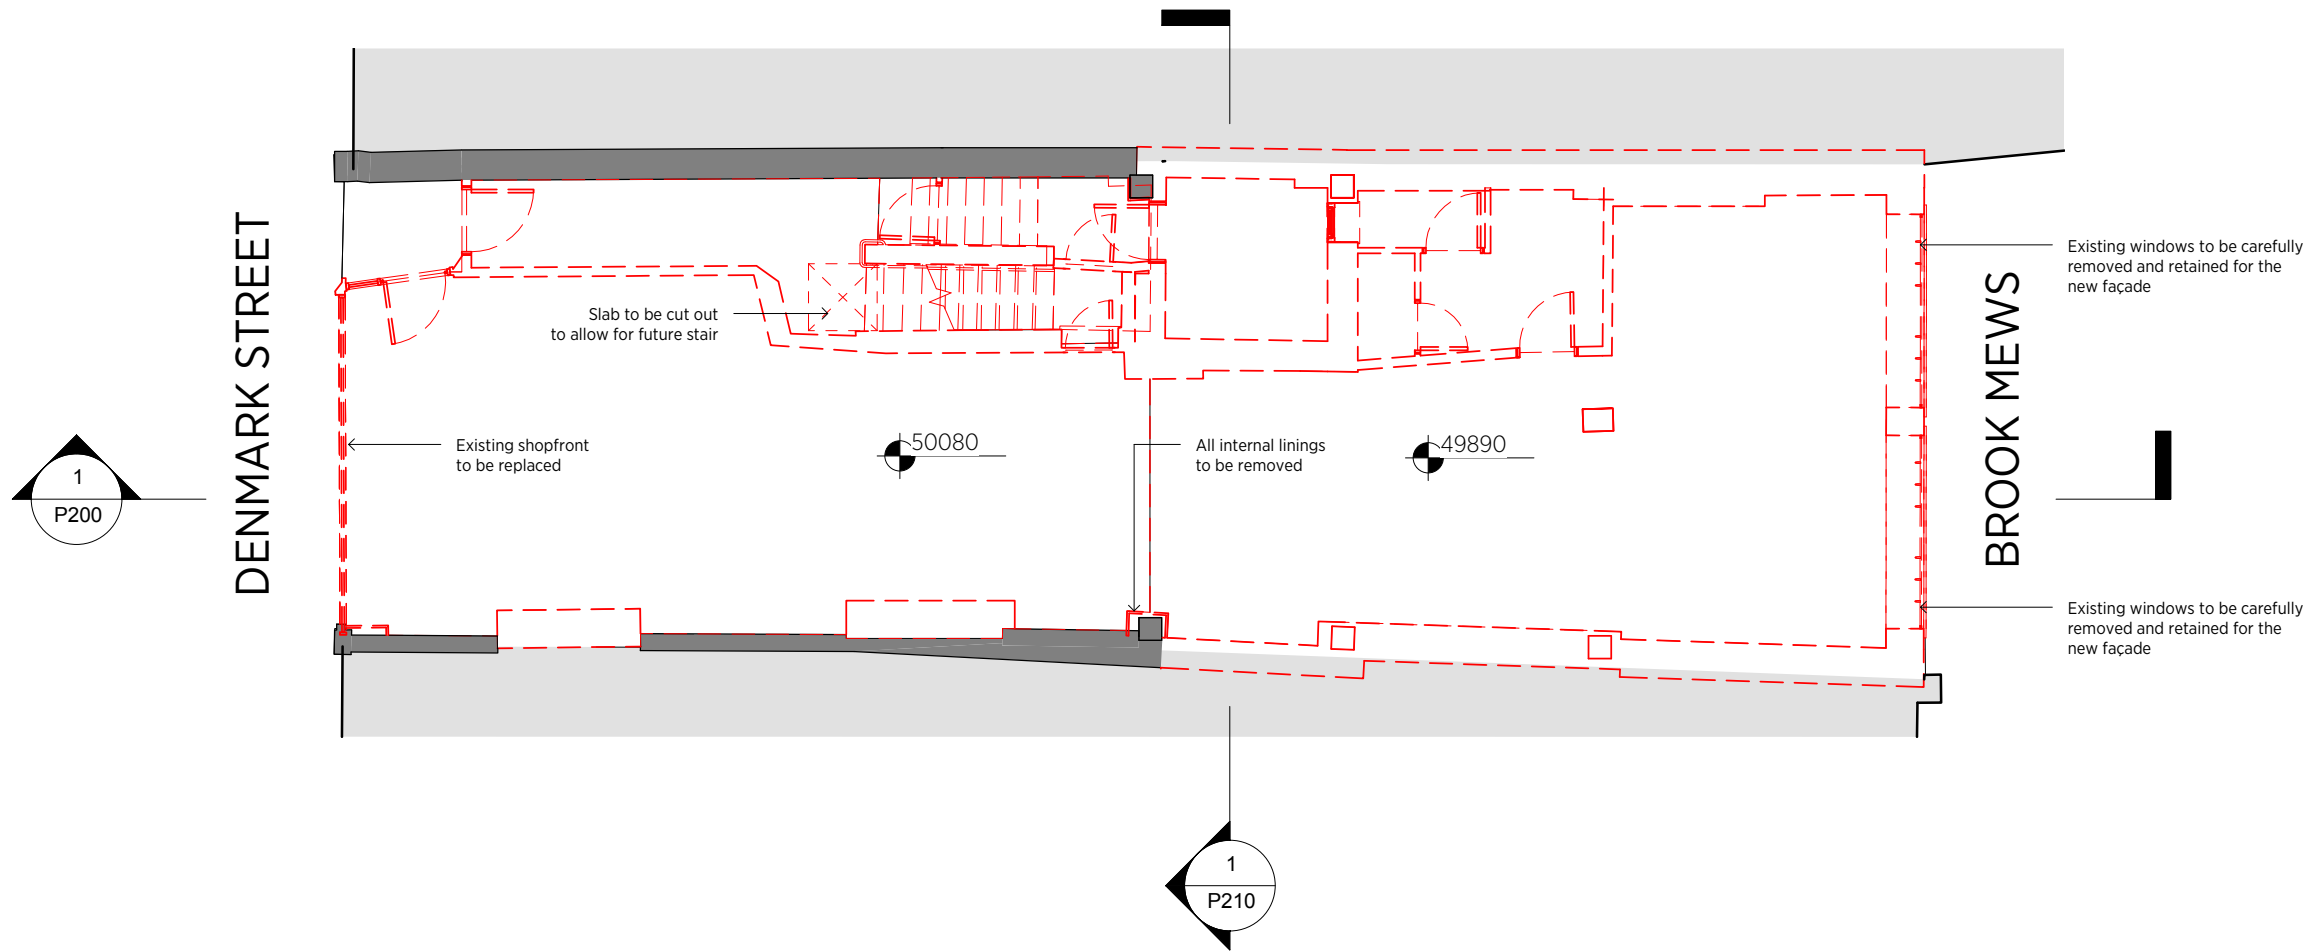 DENMARK STREET
1
P200
Slab to be cut out
to allow for future stair
Existing shopfront
to be replaced
50080
All internal linings
to be removed
49890
Existing windows to be carefully
removed and retained for the
new façade
BROOK MEWS
Existing windows to be carefully
removed and retained for the
new façade
1
P210